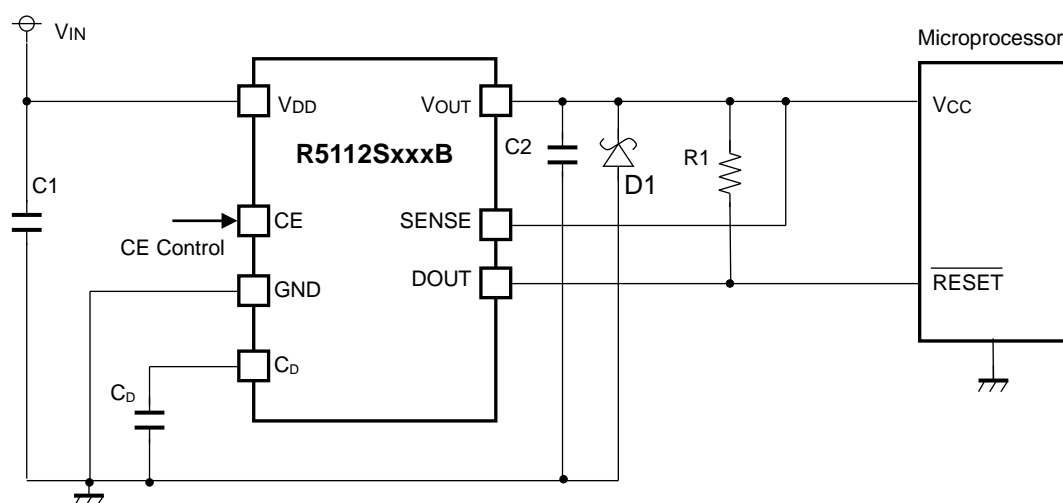 VIN
Microprocessor
VDD
VOUT
VCC
R5112SxxxB
C2
R1
D1
C1
CE
SENSE
CE Control
GND
DOUT
RESET
CD
CD